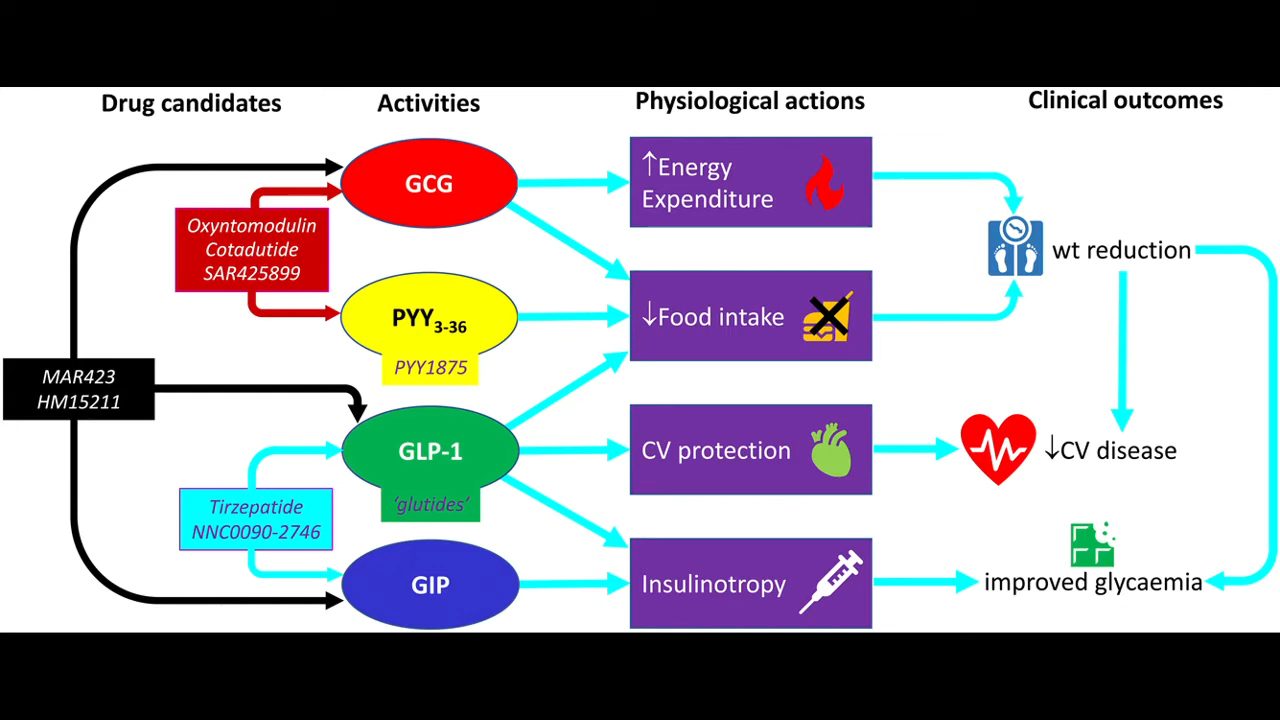 Drug candidates
Activities
Physiological actions
Clinical outcomes
GCG
↑Energy
Expenditure
Oxyntomodulin
Cotadutide
SAR425899
wt reduction
PYY3-36
PYY1875
↓Food intake
MAR423
HM15211
GLP-1
'glutides'
CV protection
↓CV disease
Tirzepatide
NNC0090-2746
GIP
Insulinotropy
improved glycaemia